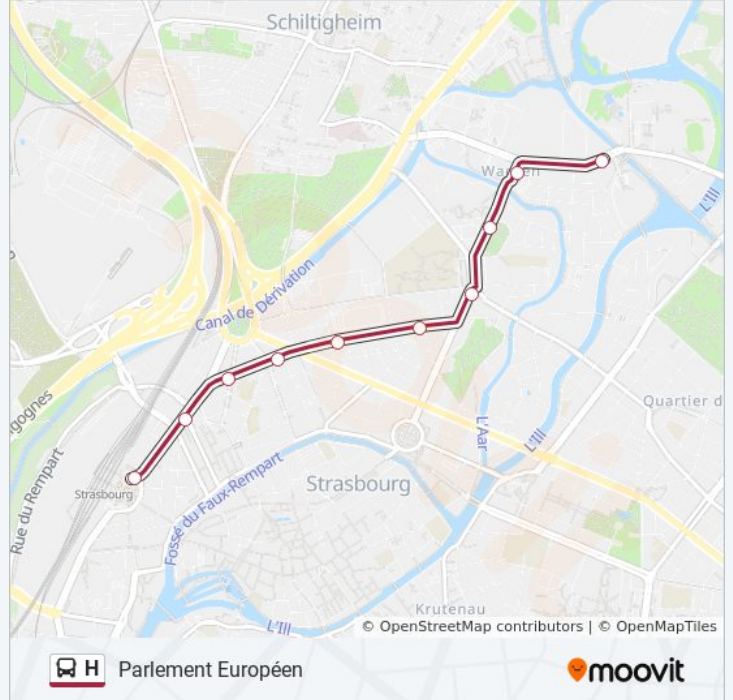 Schiltigheim
Wacken
L'Ill
Canal de Dérivation
gognes
Quartier d
L'Aar
L'Ill
Rue du Rempart
Strasbourg
Fossé du Faux-Rempart
Strasbourg
Krutenau
L'Ill
© OpenStreetMap contributors | © OpenMapTiles
H Parlement Européen
moovit